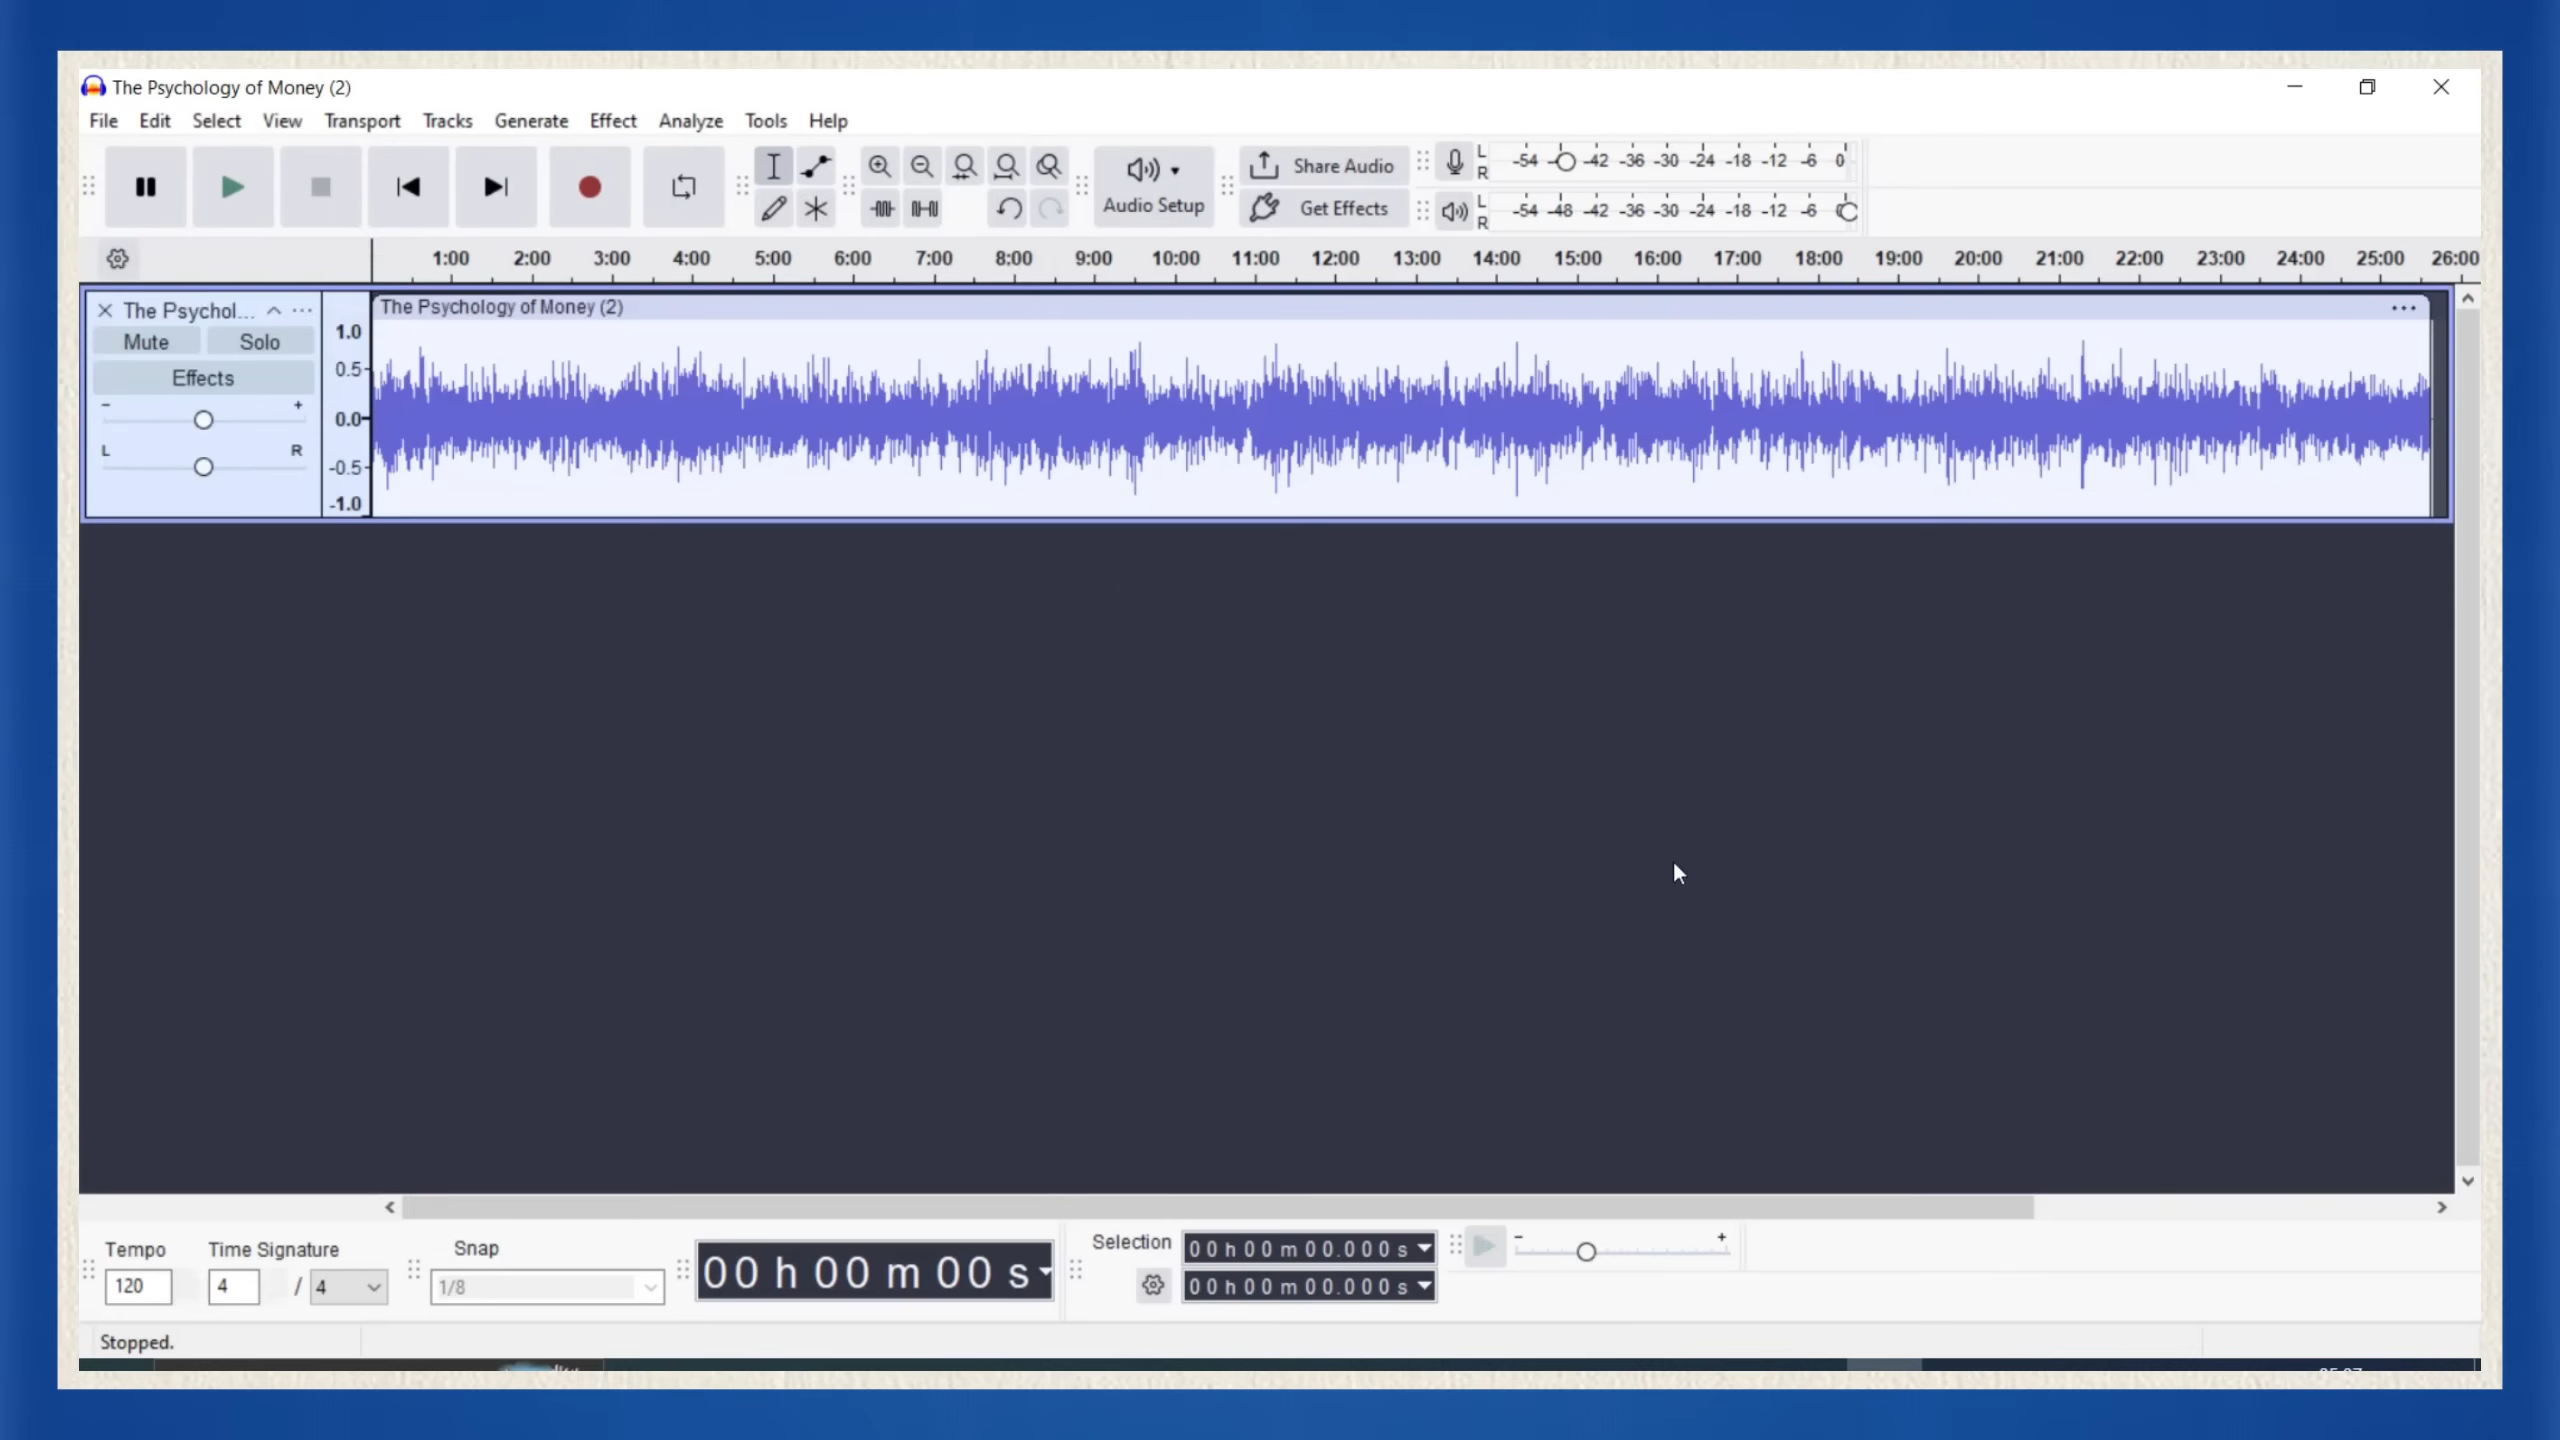 The Psychology of Money (2)
File Edit Select View Transport Tracks Generate Effect Analyze Tools Help
Audio Setup
Share Audio
Get Effects
L
R
-54 -42 -36 -30 -24 -18 -12 -6 0
L
R
-54 -48 -42 -36 -30 -24 -18 -12 -6
1:00 2:00 3:00 4:00 5:00 6:00 7:00 8:00 9:00 10:00 11:00 12:00 13:00 14:00 15:00 16:00 17:00 18:00 19:00 20:00 21:00 22:00 23:00 24:00 25:00 26:00
The Psychol... ...
Mute Solo
Effects
- +
L R
1.0
0.5
0.0
-0.5
-1.0
The Psychology of Money (2) ...
Tempo
120
Time Signature
4 / 4
Snap
1/8
00 h 00 m 00 s
Selection
00 h 00 m 00.000 s
00 h 00 m 00.000 s
- +
Stopped.